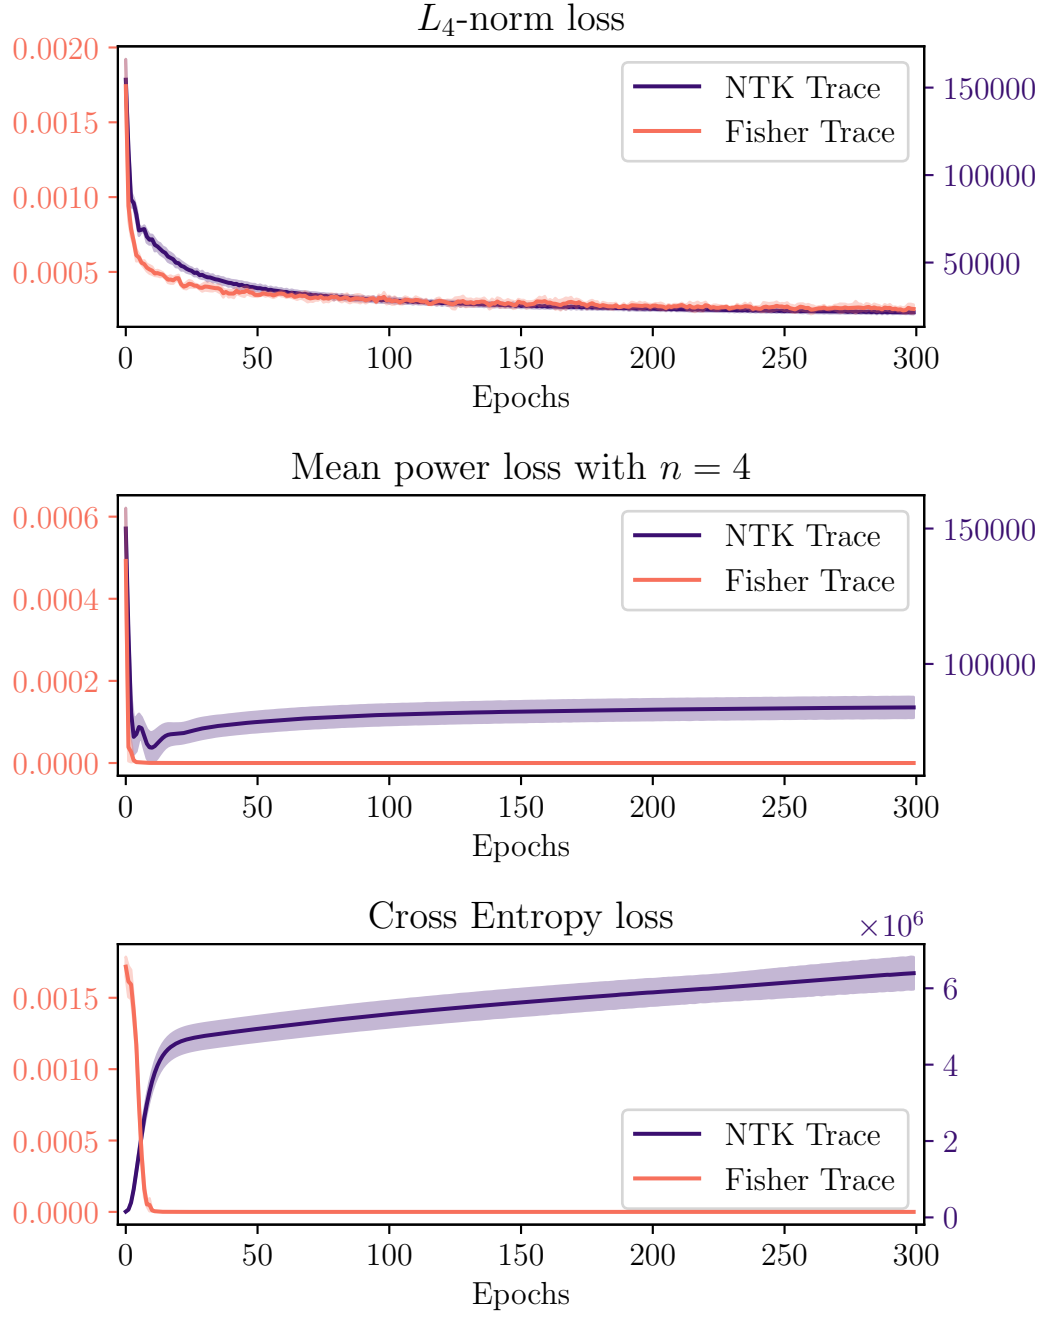 L₄-norm loss
0.0020
0.0015
0.0010
0.0005
150000
100000
50000
NTK Trace
Fisher Trace
0 50 100 150 200 250 300
Epochs
Mean power loss with n = 4
0.0006
0.0004
0.0002
0.0000
150000
100000
NTK Trace
Fisher Trace
0 50 100 150 200 250 300
Epochs
Cross Entropy loss
×10⁶
0.0015
0.0010
0.0005
0.0000
6
4
2
0
NTK Trace
Fisher Trace
0 50 100 150 200 250 300
Epochs